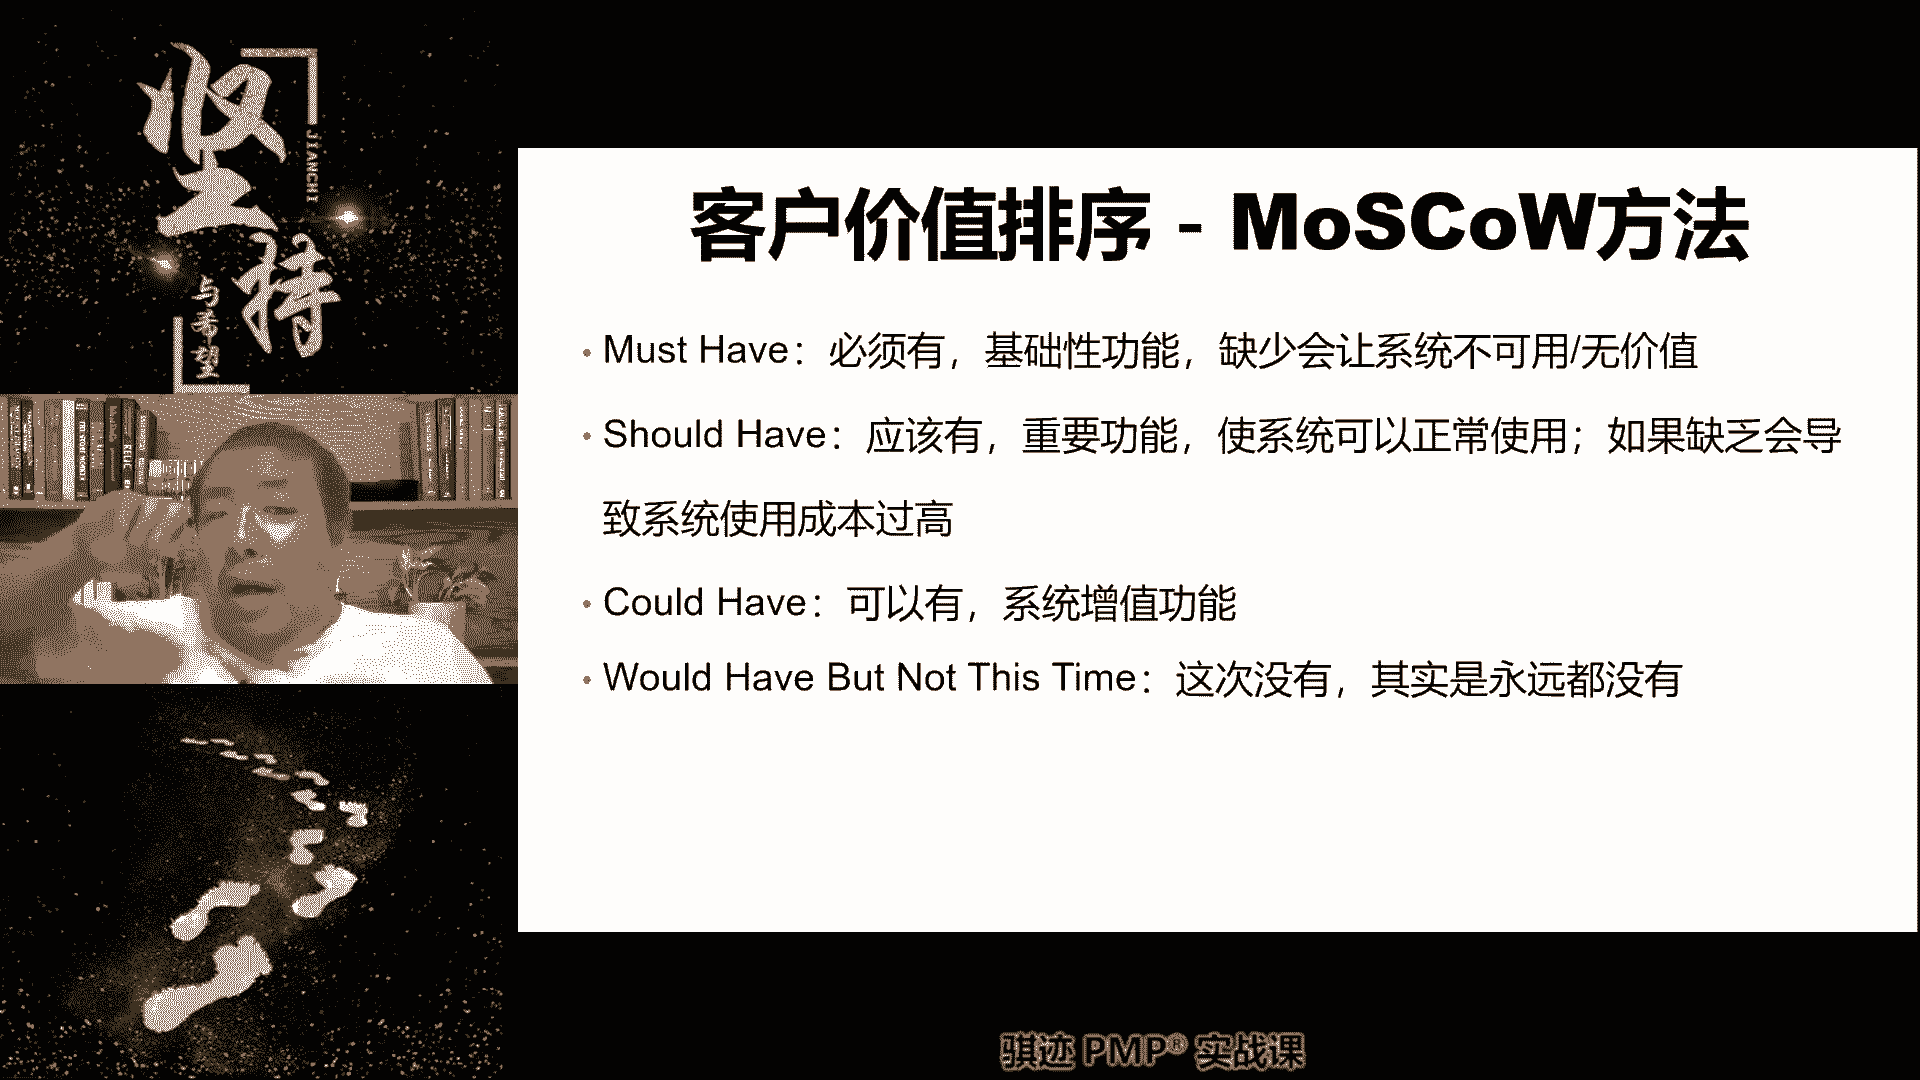 坚持
JIANCHI
与希望
客户价值排序 - MoSCoW方法
• Must Have：必须有，基础性功能，缺少会让系统不可用/无价值
• Should Have：应该有，重要功能，使系统可以正常使用；如果缺乏会导
致系统使用成本过高
• Could Have：可以有，系统增值功能
• Would Have But Not This Time：这次没有，其实是永远都没有
骐迹 PMP® 实战课